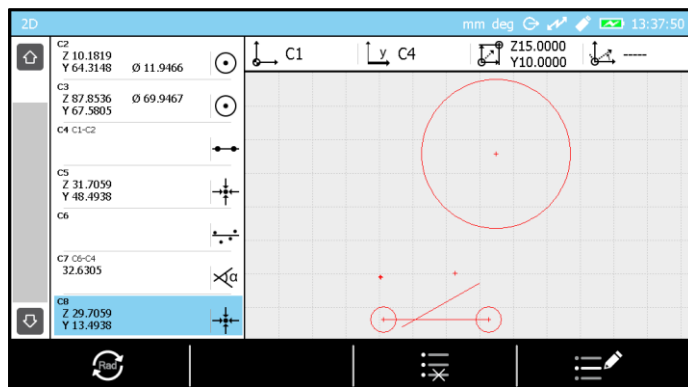 2D
mm deg 13:37:50
C1
y C4
Z15.0000
Y10.0000
-----
C2
Z 10.1819
Y 64.3148 Ø 11.9466
C3
Z 87.8536 Ø 69.9467
Y 67.5805
C4 C1-C2
C5
Z 31.7059
Y 48.4938
C6
C7 C6-C4
32.6305
α
C8
Z 29.7059
Y 13.4938
Rad